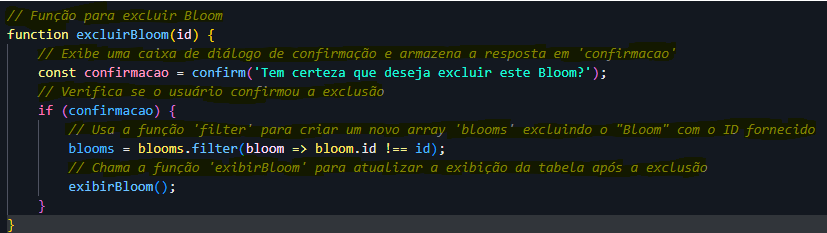 // Função para excluir Bloom
function excluirBloom(id) {
// Exibe uma caixa de diálogo de confirmação e armazena a resposta em 'confirmacao'
const confirmacao = confirm('Tem certeza que deseja excluir este Bloom?');
// Verifica se o usuário confirmou a exclusão
if (confirmacao) {
// Usa a função 'filter' para criar um novo array 'blooms' excluindo o "Bloom" com o ID fornecido
blooms = blooms.filter(bloom => bloom.id !== id);
// Chama a função 'exibirBloom' para atualizar a exibição da tabela após a exclusão
exibirBloom();
}
}